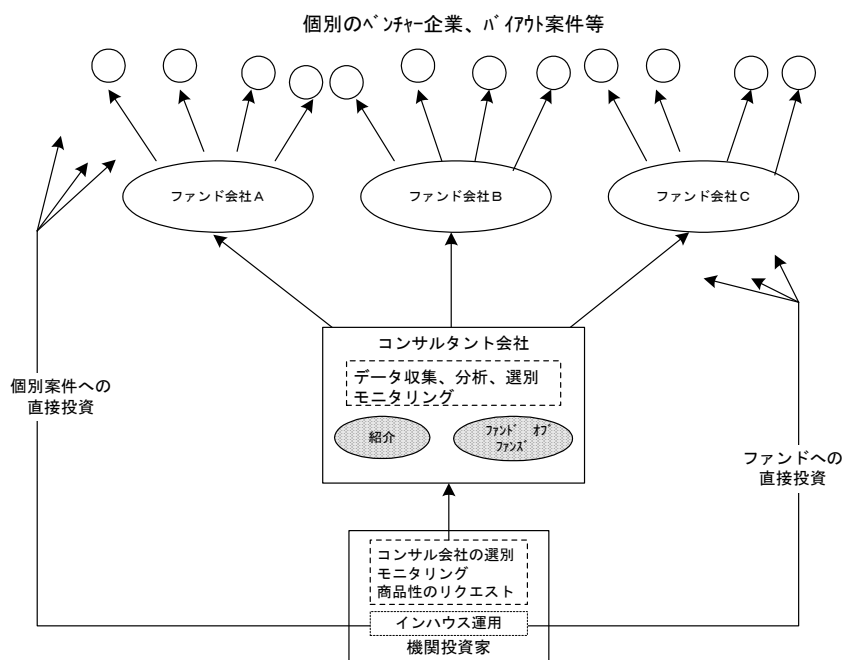 個別のﾍﾞﾝﾁｬｰ企業、ﾊﾞｲｱｳﾄ案件等
ファンド会社A
ファンド会社B
ファンド会社C
コンサルタント会社
データ収集、分析、選別
モニタリング
紹介
ﾌｧﾝﾄﾞ ｵﾌﾞ
ﾌｧﾝｽﾞ
個別案件への
直接投資
ファンドへの
直接投資
コンサル会社の選別
モニタリング
商品性のリクエスト
インハウス運用
機関投資家